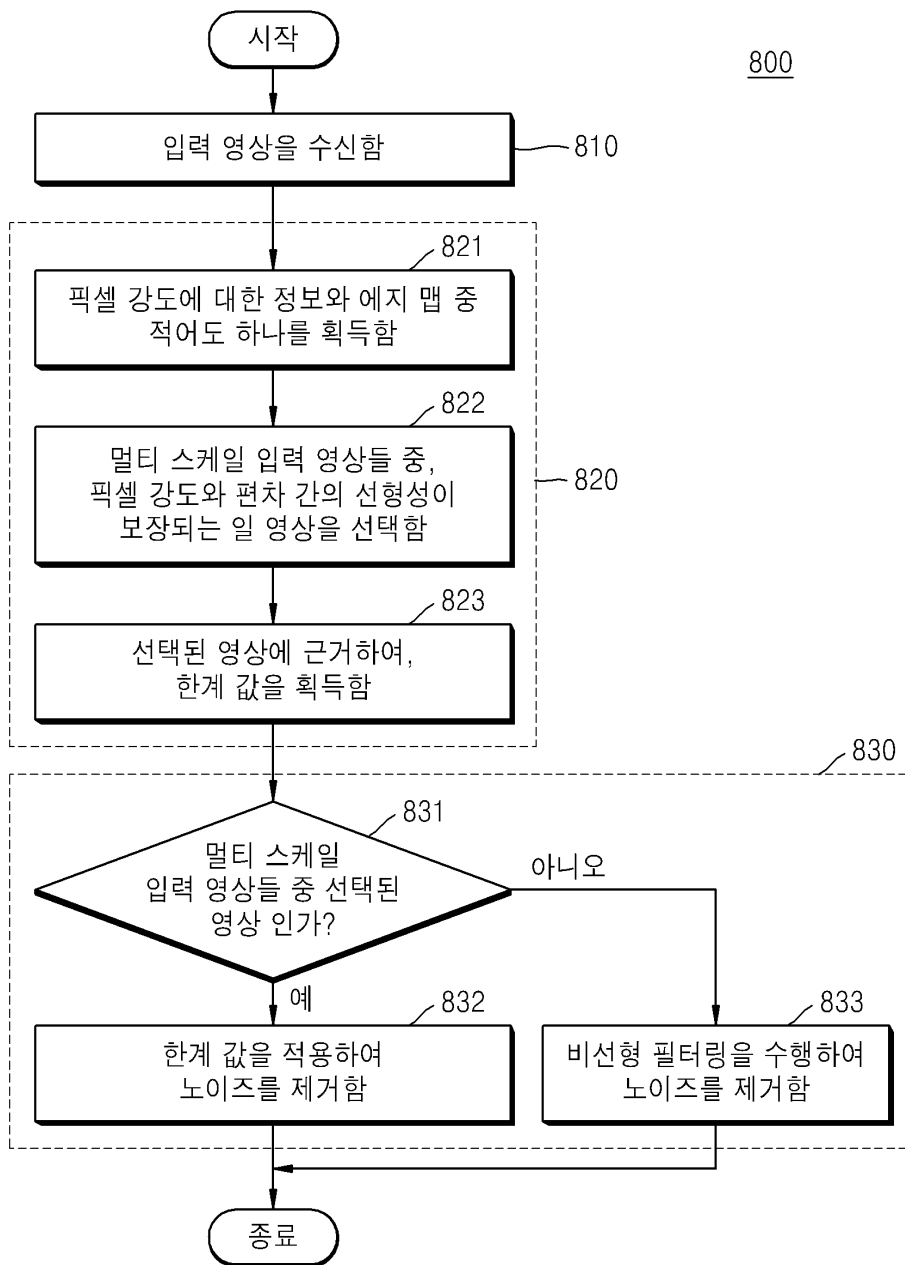 시작
800
입력 영상을 수신함
810
821
픽셀 강도에 대한 정보와 에지 맵 중
적어도 하나를 획득함
822
멀티 스케일 입력 영상들 중,
픽셀 강도와 편차 간의 선형성이
보장되는 일 영상을 선택함
820
823
선택된 영상에 근거하여,
한계 값을 획득함
830
831
멀티 스케일
입력 영상들 중 선택된
영상 인가?
아니오
예
832
한계 값을 적용하여
노이즈를 제거함
833
비선형 필터링을 수행하여
노이즈를 제거함
종료